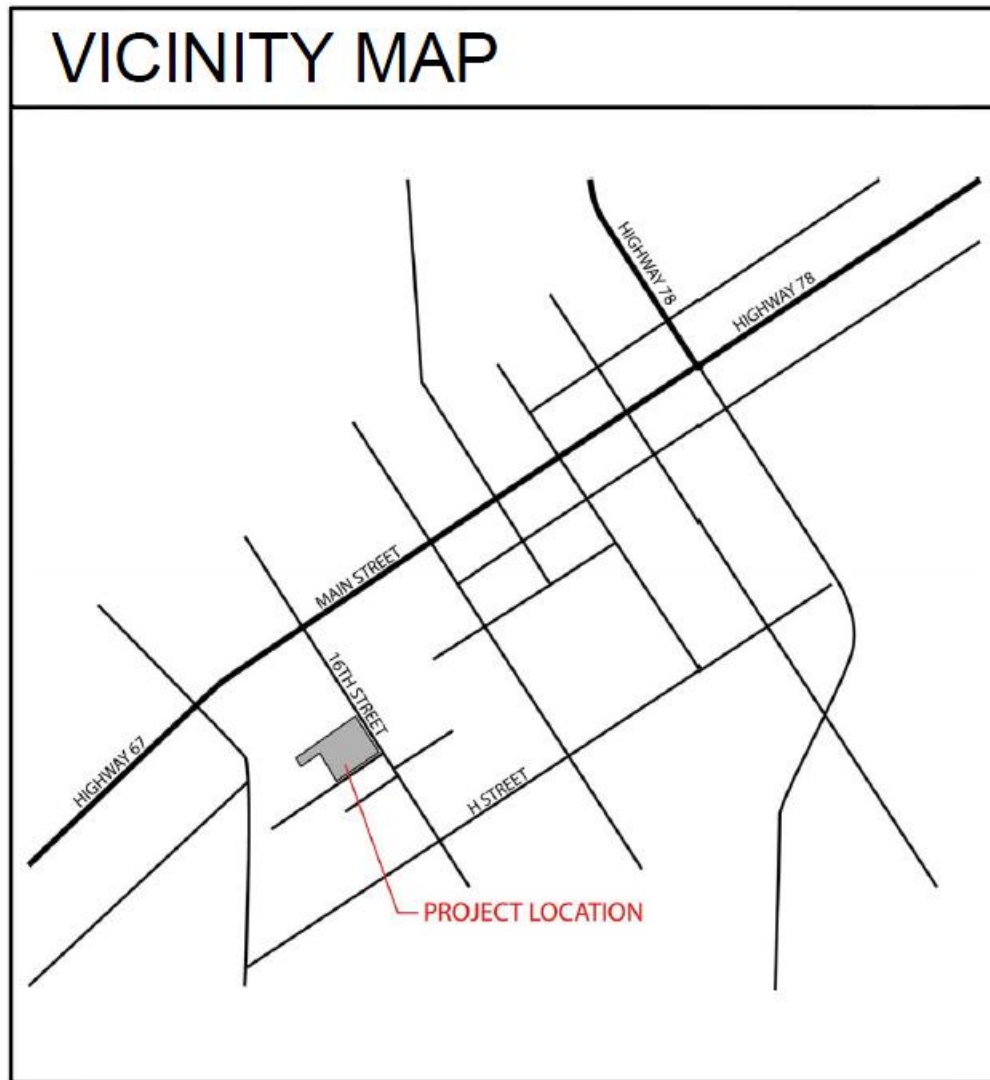 VICINITY MAP
HIGHWAY 78
HIGHWAY 78
MAIN STREET
16TH STREET
HIGHWAY 67
H STREET
PROJECT LOCATION